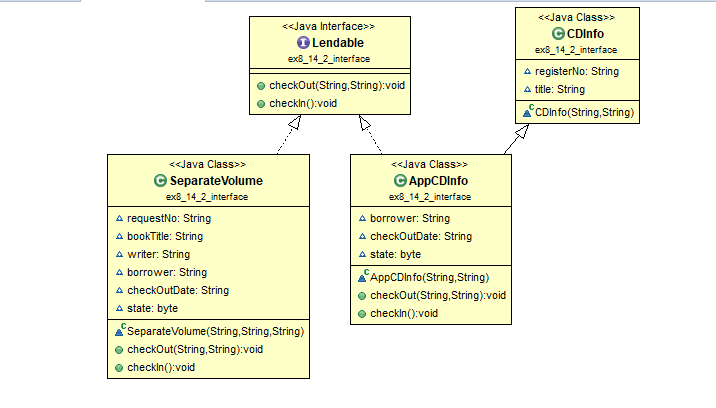 <<Java Interface>>
Lendable
ex8_14_2_interface
checkOut(String,String):void
checkIn():void
<<Java Class>>
CDInfo
ex8_14_2_interface
registerNo: String
title: String
CDInfo(String,String)
<<Java Class>>
SeparateVolume
ex8_14_2_interface
requestNo: String
bookTitle: String
writer: String
borrower: String
checkOutDate: String
state: byte
SeparateVolume(String,String,String)
checkOut(String,String):void
checkIn():void
<<Java Class>>
AppCDInfo
ex8_14_2_interface
borrower: String
checkOutDate: String
state: byte
AppCDInfo(String,String)
checkOut(String,String):void
checkIn():void